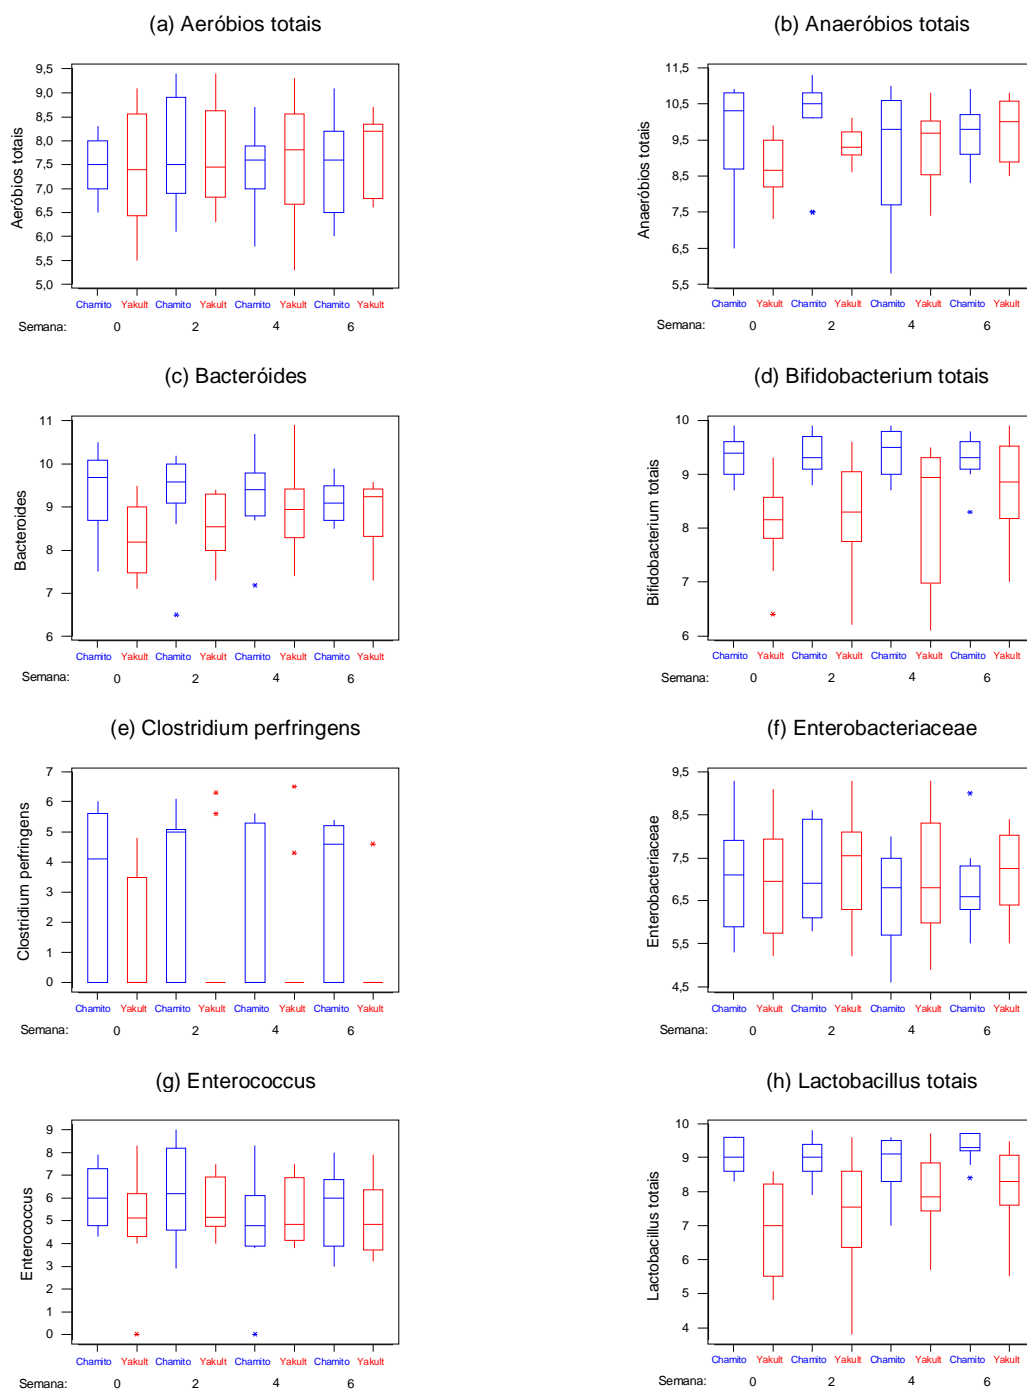 (a) Aeróbios totais
Aeróbios totais
9,5
9,0
8,5
8,0
7,5
7,0
6,5
6,0
5,5
5,0
Chamito Yakult Chamito Yakult Chamito Yakult Chamito Yakult
Semana: 0 2 4 6
(b) Anaeróbios totais
Anaeróbios totais
11,5
10,5
9,5
8,5
7,5
6,5
5,5
Chamito Yakult Chamito Yakult Chamito Yakult Chamito Yakult
Semana: 0 2 4 6
(c) Bacteróides
Bacteroides
11
10
9
8
7
6
Chamito Yakult Chamito Yakult Chamito Yakult Chamito Yakult
Semana: 0 2 4 6
(d) Bifidobacterium totais
Bifidobacterium totais
10
9
8
7
6
Chamito Yakult Chamito Yakult Chamito Yakult Chamito Yakult
Semana: 0 2 4 6
(e) Clostridium perfringens
Clostridium perfringens
7
6
5
4
3
2
1
0
Chamito Yakult Chamito Yakult Chamito Yakult Chamito Yakult
Semana: 0 2 4 6
(f) Enterobacteriaceae
Enterobacteriaceae
9,5
8,5
7,5
6,5
5,5
4,5
Chamito Yakult Chamito Yakult Chamito Yakult Chamito Yakult
Semana: 0 2 4 6
(g) Enterococcus
Enterococcus
9
8
7
6
5
4
3
2
1
0
Chamito Yakult Chamito Yakult Chamito Yakult Chamito Yakult
Semana: 0 2 4 6
(h) Lactobacillus totais
Lactobacillus totais
10
9
8
7
6
5
4
Chamito Yakult Chamito Yakult Chamito Yakult Chamito Yakult
Semana: 0 2 4 6